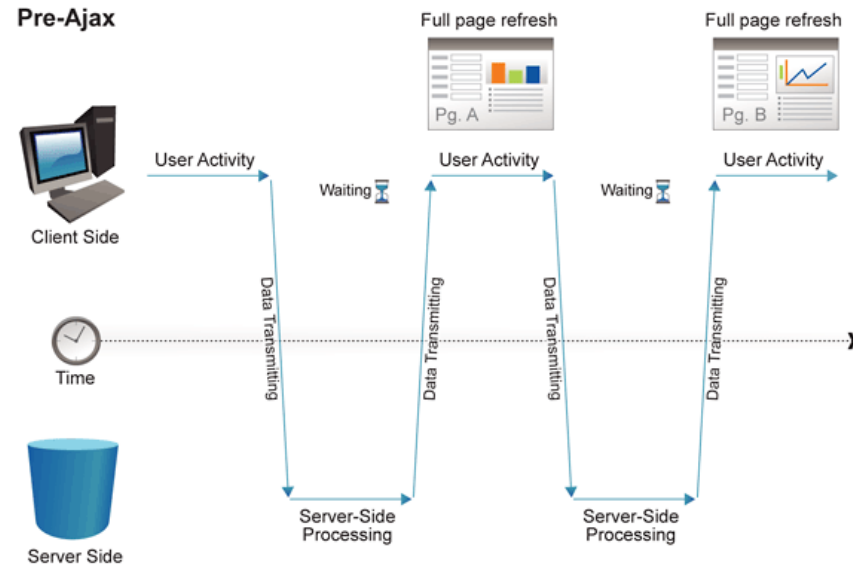 Pre-Ajax
Full page refresh
Full page refresh
Pg. A
Pg. B
User Activity
User Activity
User Activity
Waiting
Waiting
Client Side
Data Transmitting
Data Transmitting
Data Transmitting
Data Transmitting
Time
Server-Side
Processing
Server-Side
Processing
Server Side